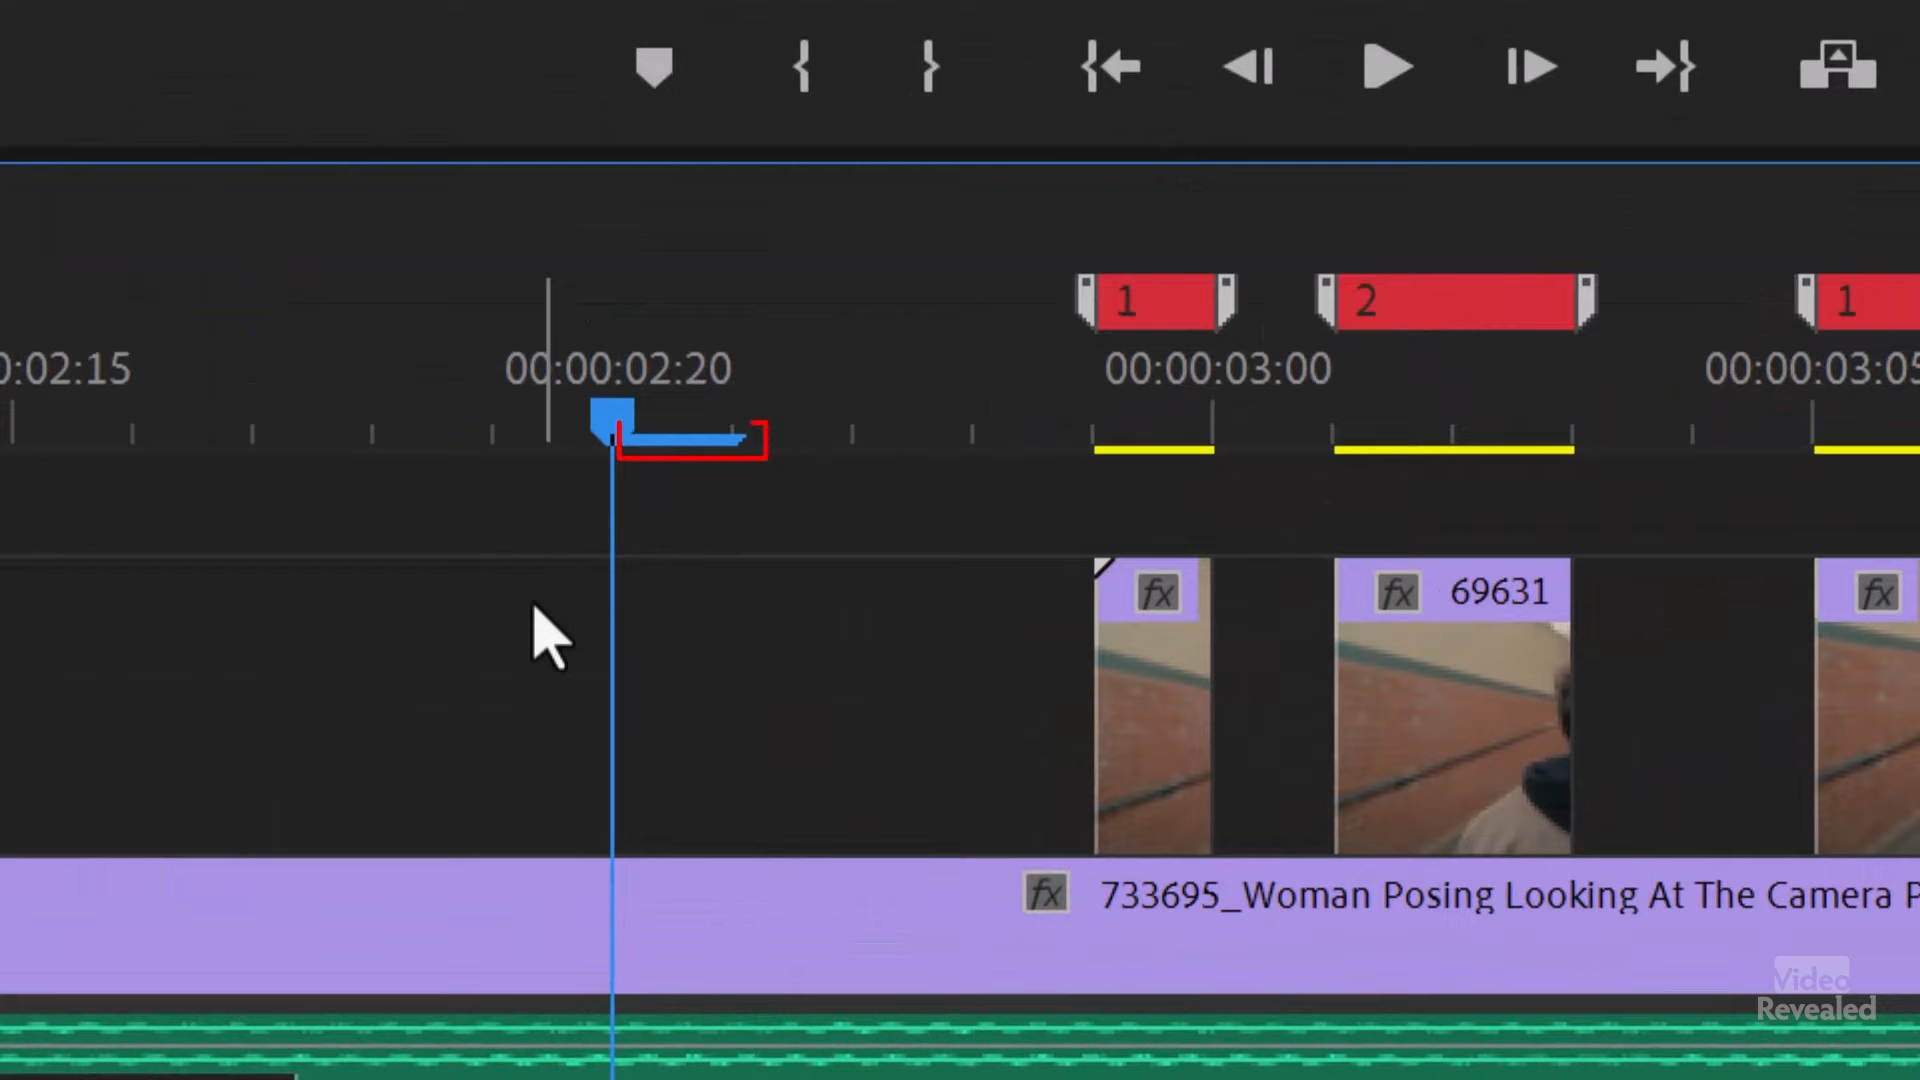 1 2 1
0:02:15 00:00:02:20 00:00:03:00 00:00:03:05
fx fx 69631 fx
fx 733695_Woman Posing Looking At The Camera P
Video
Revealed